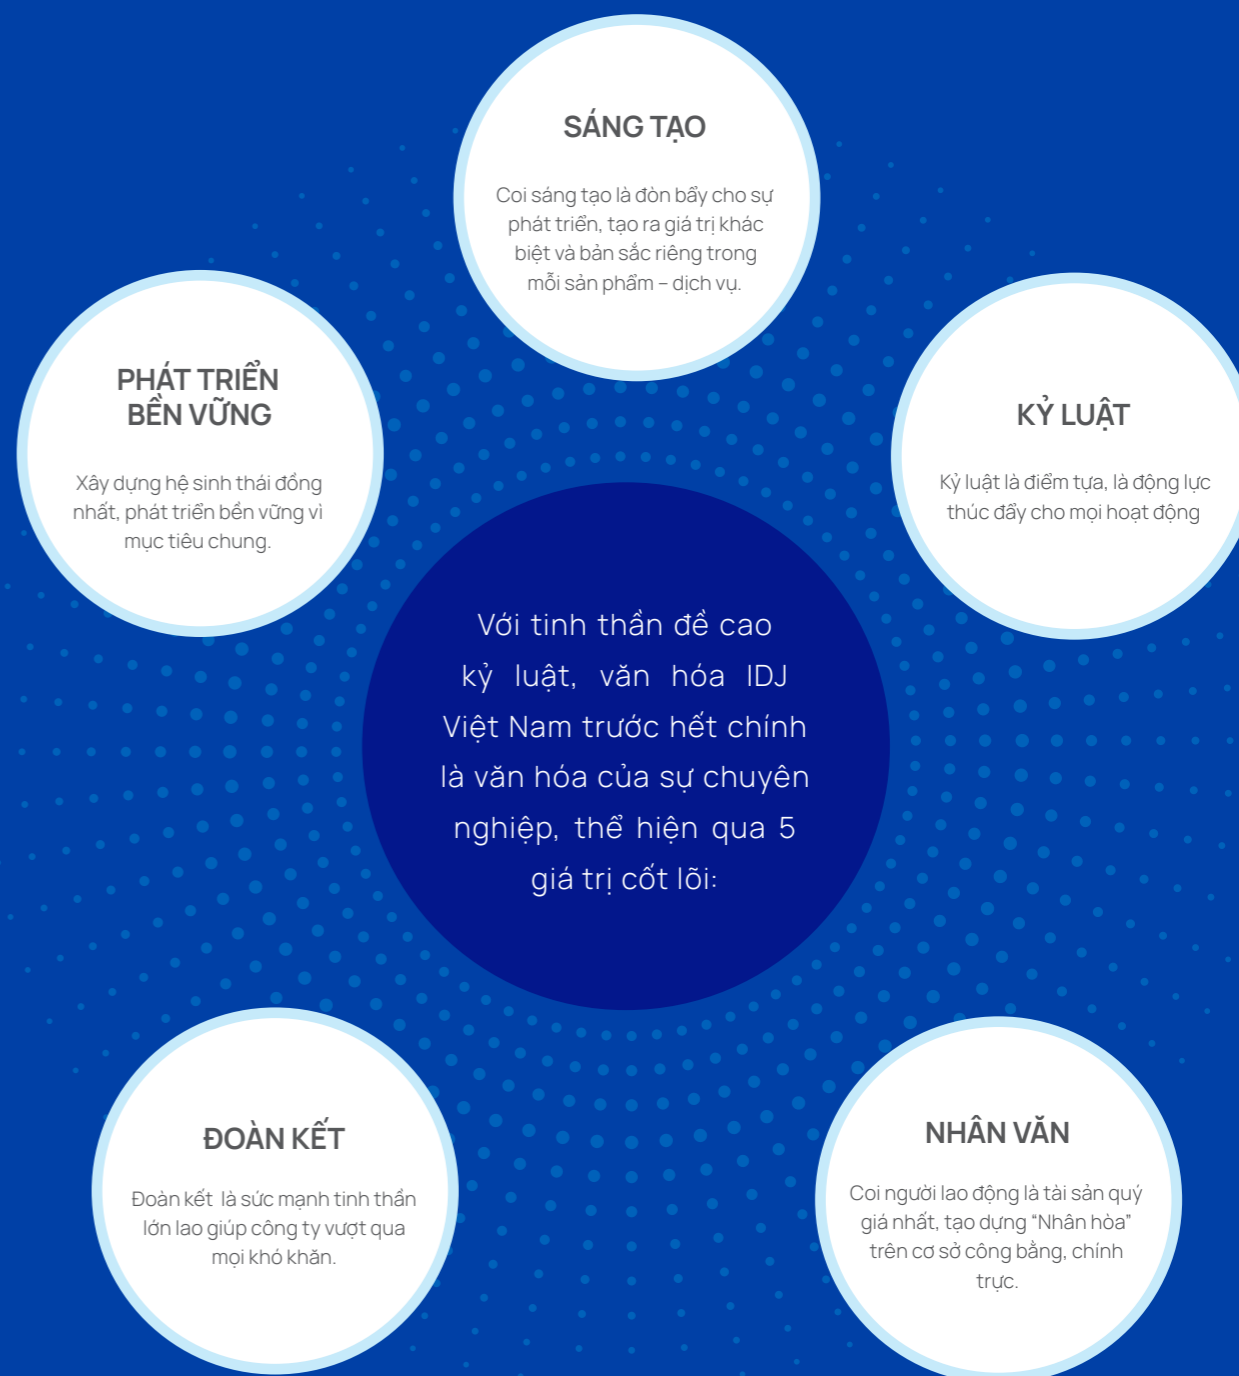 SÁNG TẠO
Coi sáng tạo là đòn bẩy cho sự
phát triển, tạo ra giá trị khác
biệt và bản sắc riêng trong
mỗi sản phẩm – dịch vụ.
PHÁT TRIỂN
BỀN VỮNG
Xây dựng hệ sinh thái đồng
nhất, phát triển bền vững vì
mục tiêu chung.
KỶ LUẬT
Kỷ luật là điểm tựa, là động lực
thúc đẩy cho mọi hoạt động
Với tinh thần đề cao
kỷ luật, văn hóa IDJ
Việt Nam trước hết chính
là văn hóa của sự chuyên
nghiệp, thể hiện qua 5
giá trị cốt lõi:
ĐOÀN KẾT
Đoàn kết là sức mạnh tinh thần
lớn lao giúp công ty vượt qua
mọi khó khăn.
NHÂN VĂN
Coi người lao động là tài sản quý
giá nhất, tạo dựng “Nhân hòa”
trên cơ sở công bằng, chính
trực.